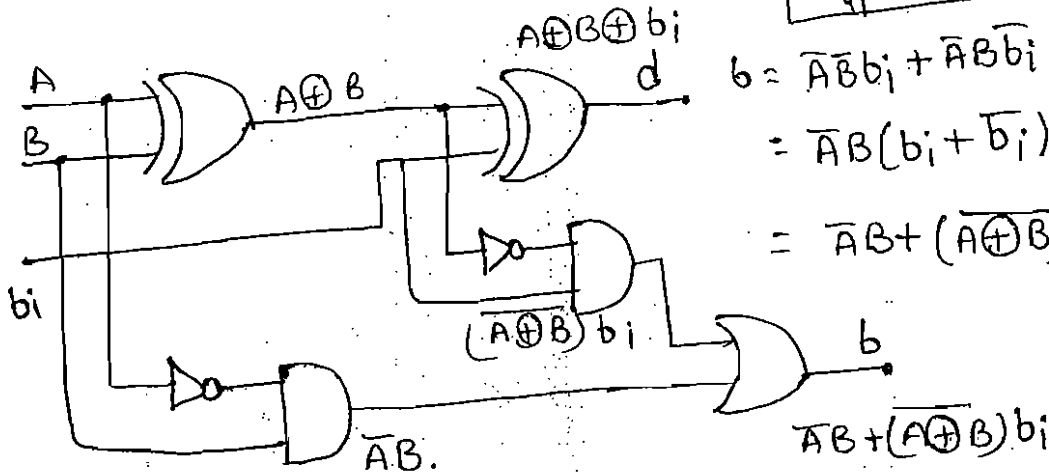 A⊕B⊕bi
A
A⊕B
d
b = A̅B̅bi + A̅Bb̅i̅
B
= A̅B(bi + b̅i̅)
= A̅B + (A̅⊕̅B̅
bi
(A̅⊕̅B̅) bi
b
A̅B.
A̅B + (A̅⊕̅B̅)bi